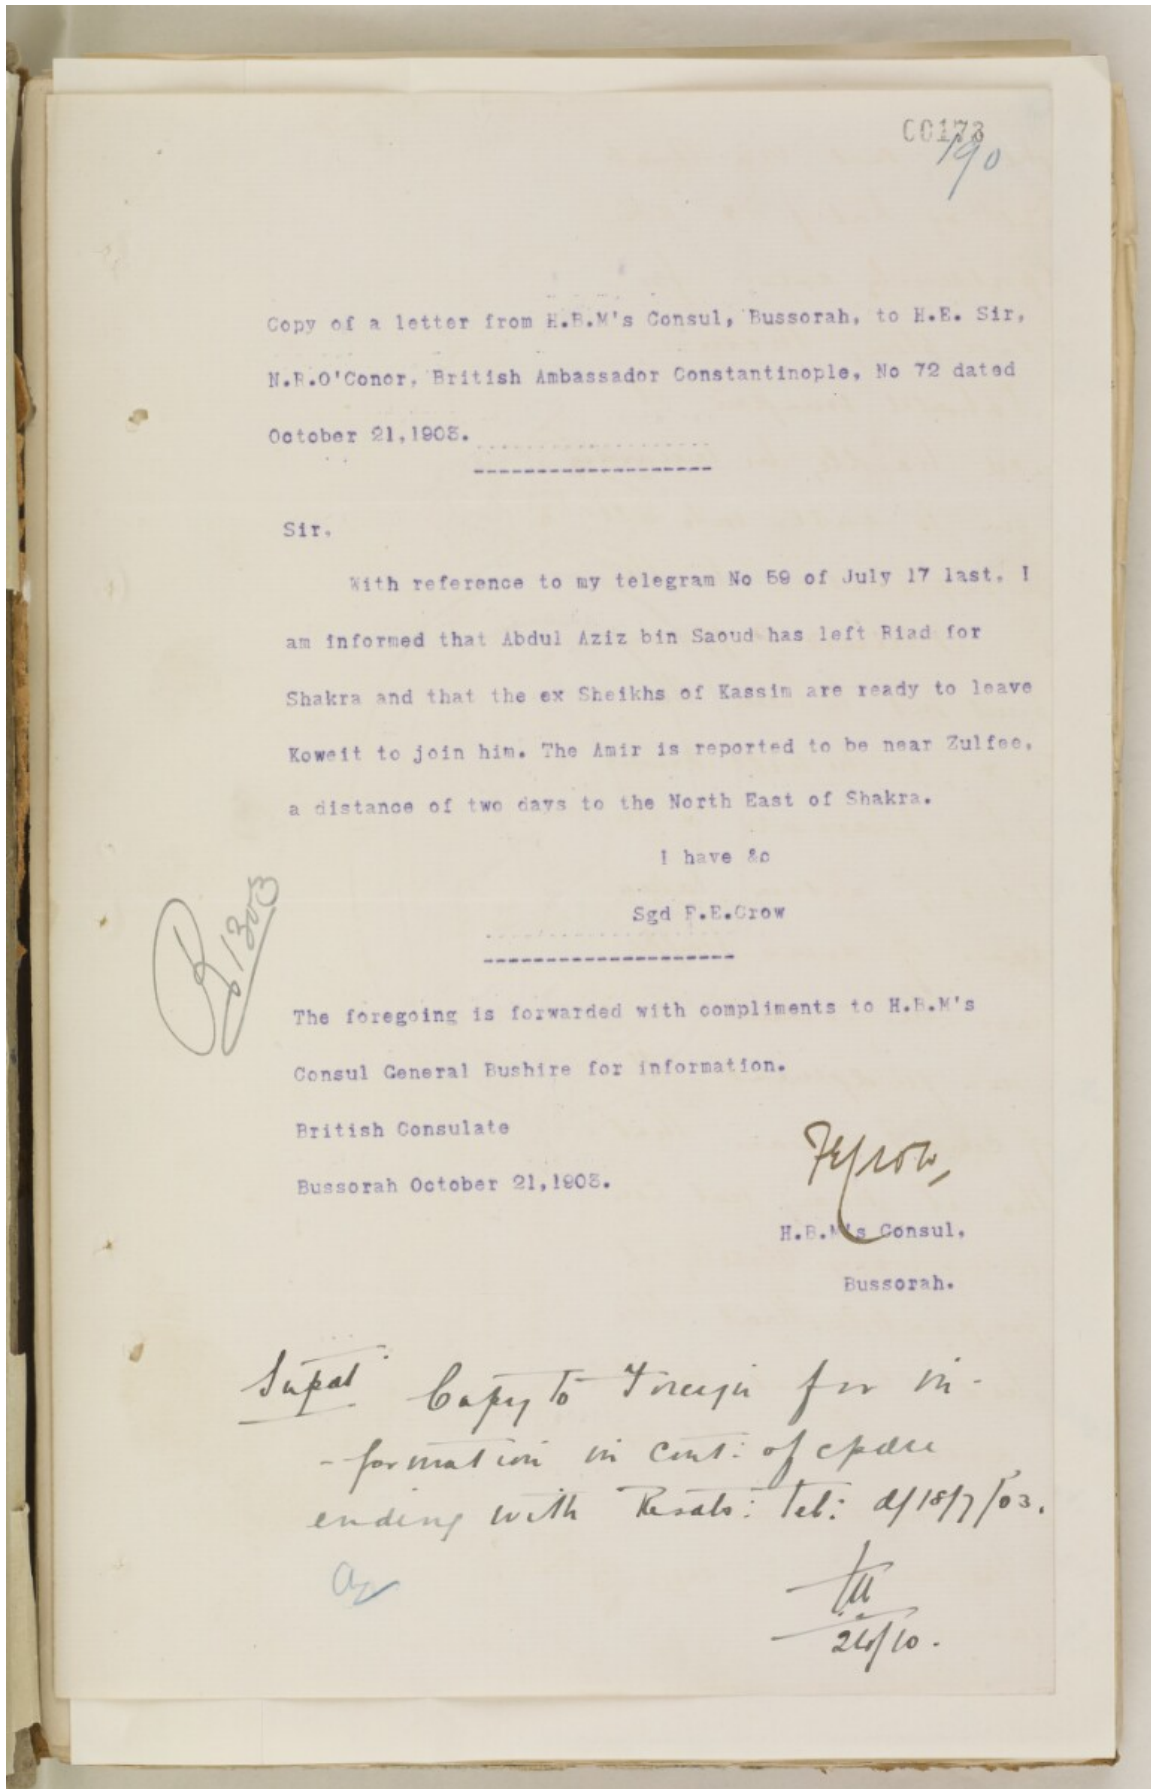 00173
190
Copy of a letter from H.B.M's Consul, Bussorah, to H.E. Sir,
N.R.O'Conor, British Ambassador Constantinople, No 72 dated
October 21,1903.
Sir,
With reference to my telegram No 59 of July 17 last, I
am informed that Abdul Aziz bin Saoud has left Riad for
Shakra and that the ex Sheikhs of Kassim are ready to leave
Koweit to join him. The Amir is reported to be near Zulfee,
a distance of two days to the North East of Shakra.
I have &c
Sgd F.E.Crow
R 1303
The foregoing is forwarded with compliments to H.B.M's
Consul General Bushire for information.
British Consulate
Bussorah October 21,1903.
FECrow,
H.B.M's Consul,
Bussorah.
Supdt Copy to Foreign for in-
-formation in cont: of cpdce
ending with Resdts: tel: d/18/7/03.